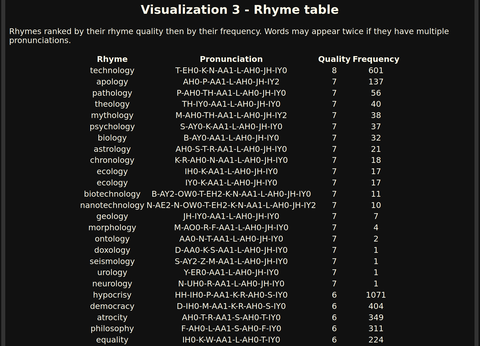 Visualization 3 - Rhyme table
Rhymes ranked by their rhyme quality then by their frequency. Words may appear twice if they have multiple
pronunciations.
Rhyme Pronunciation Quality Frequency
technology T-EH0-K-N-AA1-L-AH0-JH-IY0 8 601
apology AH0-P-AA1-L-AH0-JH-IY2 7 137
pathology P-AH0-TH-AA1-L-AH0-JH-IY0 7 56
theology TH-IY0-AA1-L-AH0-JH-IY0 7 40
mythology M-AH0-TH-AA1-L-AH0-JH-IY2 7 38
psychology S-AY0-K-AA1-L-AH0-JH-IY0 7 37
biology B-AY0-AA1-L-AH0-JH-IY0 7 32
astrology AH0-S-T-R-AA1-L-AH0-JH-IY0 7 21
chronology K-R-AH0-N-AA1-L-AH0-JH-IY0 7 18
ecology IH0-K-AA1-L-AH0-JH-IY0 7 17
ecology IY0-K-AA1-L-AH0-JH-IY0 7 17
biotechnology B-AY2-OW0-T-EH2-K-N-AA1-L-AH0-JH-IY0 7 11
nanotechnology N-AE2-N-OW0-T-EH2-K-N-AA1-L-AH0-JH-IY2 7 10
geology JH-IY0-AA1-L-AH0-JH-IY0 7 7
morphology M-AO0-R-F-AA1-L-AH0-JH-IY0 7 4
ontology AA0-N-T-AA1-L-AH0-JH-IY0 7 2
doxology D-AA0-K-S-AA1-L-AH0-JH-IY0 7 1
seismology S-AY2-Z-M-AA1-L-AH0-JH-IY0 7 1
urology Y-ER0-AA1-L-AH0-JH-IY0 7 1
neurology N-UH0-R-AA1-L-AH0-JH-IY0 7 1
hypocrisy HH-IH0-P-AA1-K-R-AH0-S-IY0 6 1071
democracy D-IH0-M-AA1-K-R-AH0-S-IY0 6 404
atrocity AH0-T-R-AA1-S-AH0-T-IY0 6 349
philosophy F-AH0-L-AA1-S-AH0-F-IY0 6 311
equality IH0-K-W-AA1-L-AH0-T-IY0 6 224